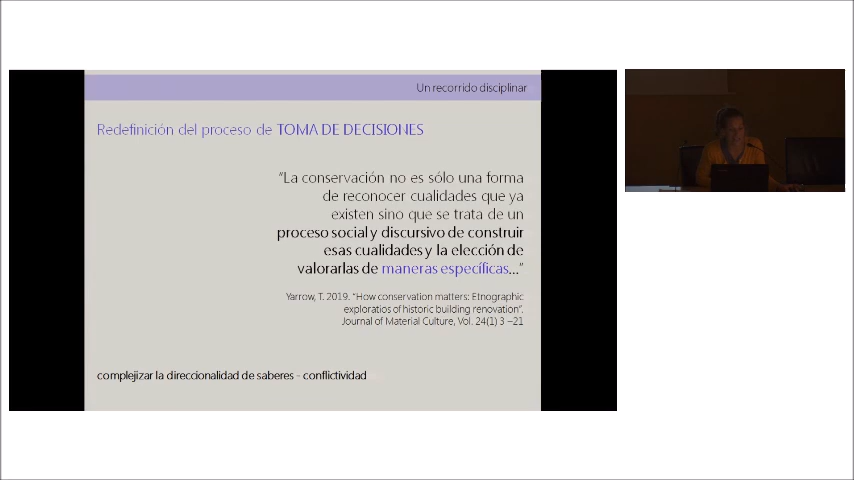 Un recorrido disciplinar
Redefinición del proceso de TOMA DE DECISIONES
"La conservación no es sólo una forma
de reconocer cualidades que ya
existen sino que se trata de un
proceso social y discursivo de construir
esas cualidades y la elección de
valorarlas de maneras específicas..."
Yarrow, T. 2019. "How conservation matters: Etnographic
exploratios of historic building renovation".
Journal of Material Culture, Vol. 24(1) 3 –21
complejizar la direccionalidad de saberes - conflictividad